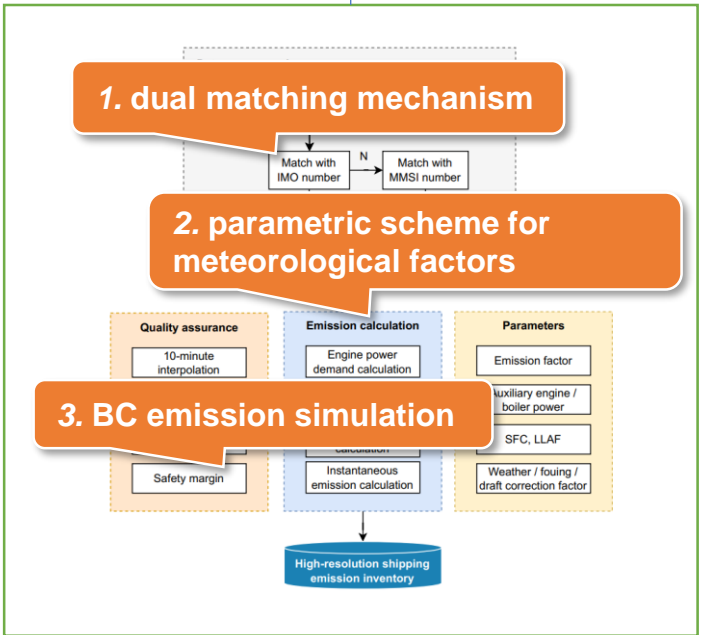 1. dual matching mechanism
Match with
IMO number
N
Match with
MMSI number
2. parametric scheme for
meteorological factors
Quality assurance
Emission calculation
Parameters
10-minute
interpolation
Engine power
demand calculation
Emission factor
3. BC emission simulation
Auxiliary engine /
boiler power
calculation
SFC, LLAF
Safety margin
Instantaneous
emission calculation
Weather / fouing /
draft correction factor
High-resolution shipping
emission inventory